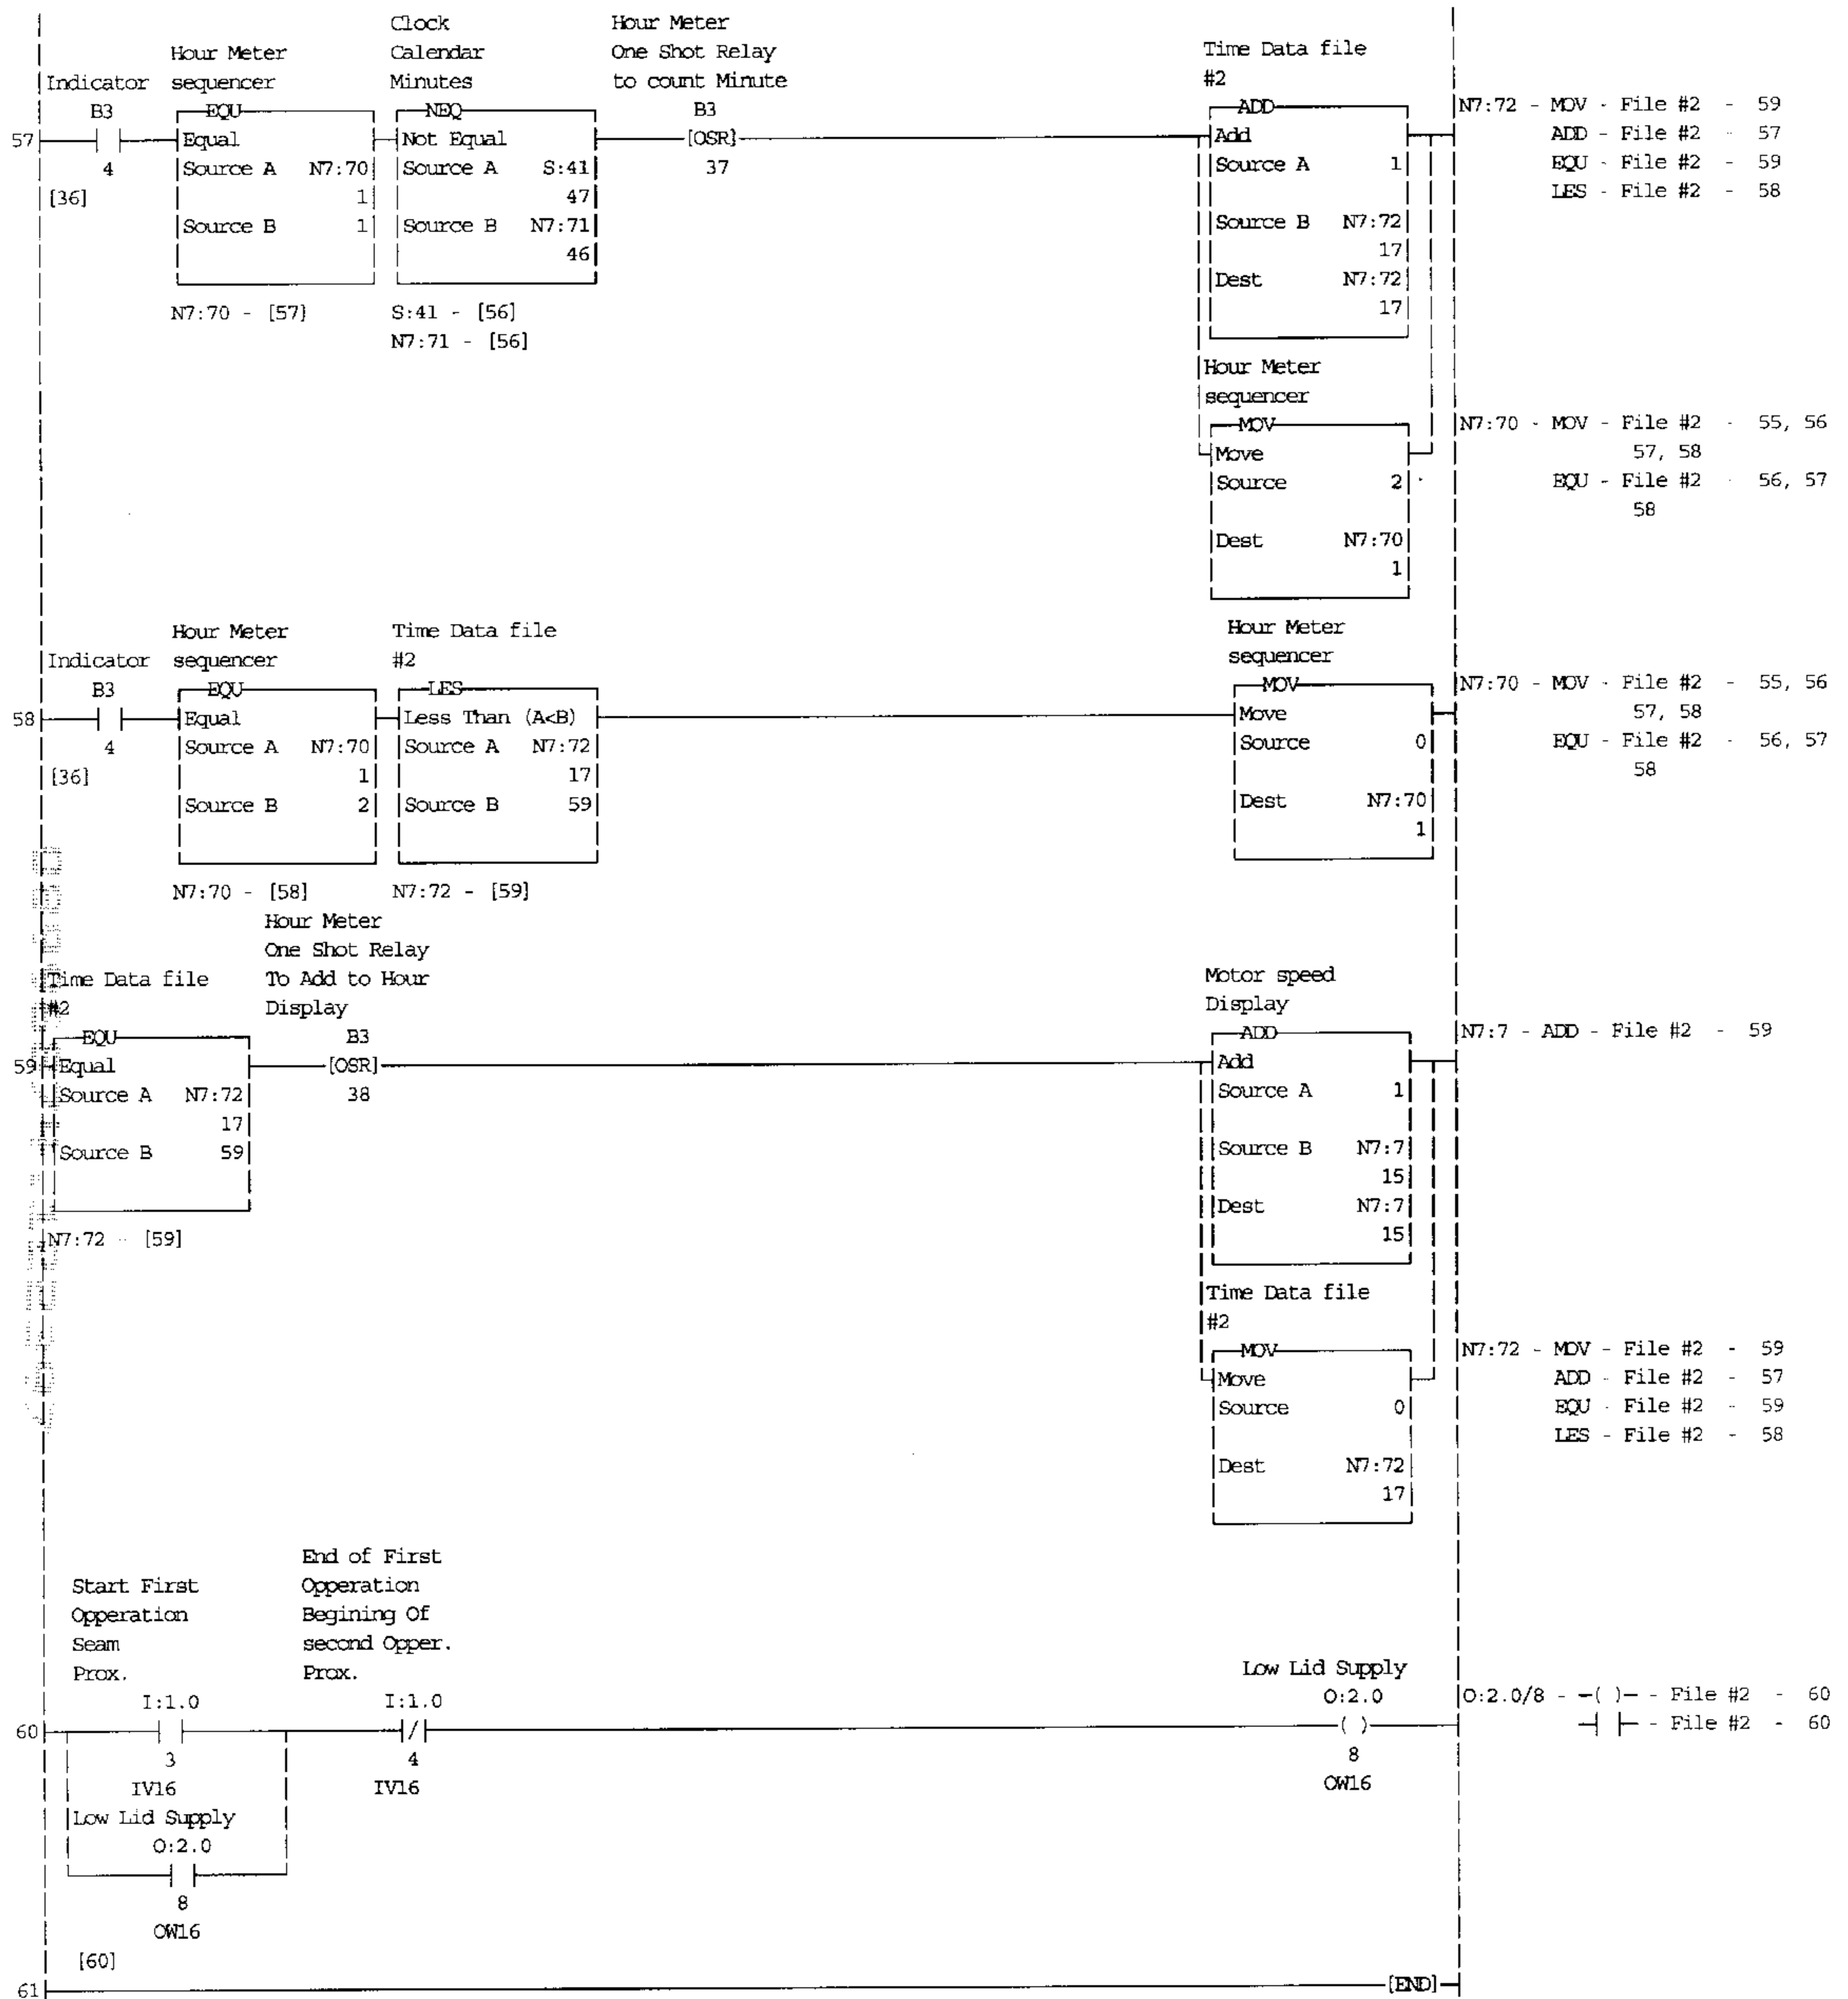 Clock
Hour Meter
Hour Meter
Calendar
One Shot Relay
Time Data file
Indicator
sequencer
Minutes
to count Minute
#2
B3
EQU
NEQ
B3
ADD
N7:72 - MOV - File #2 - 59
57
Equal
Not Equal
[OSR]
Add
ADD - File #2 - 57
4
Source A N7:70
Source A S:41
37
Source A 1
EQU - File #2 - 59
[36]
1
47
LES - File #2 - 58
Source B 1
Source B N7:71
Source B N7:72
46
17
Dest N7:72
N7:70 - [57]
S:41 - [56]
17
N7:71 - [56]
Hour Meter
sequencer
MOV
N7:70 - MOV - File #2 - 55, 56
Move
57, 58
Source 2
EQU - File #2 - 56, 57
58
Dest N7:70
1
Hour Meter
Time Data file
Hour Meter
Indicator
sequencer
#2
sequencer
B3
EQU
LES
MOV
N7:70 - MOV - File #2 - 55, 56
58
Equal
Less Than (A<B)
Move
57, 58
4
Source A N7:70
Source A N7:72
Source 0
EQU - File #2 - 56, 57
[36]
1
17
58
Source B 2
Source B 59
Dest N7:70
1
N7:70 - [58]
N7:72 - [59]
Hour Meter
One Shot Relay
Time Data file
To Add to Hour
Motor speed
#2
Display
Display
EQU
B3
ADD
N7:7 - ADD - File #2 - 59
59
Equal
[OSR]
Add
Source A N7:72
38
Source A 1
17
Source B 59
Source B N7:7
15
Dest N7:7
N7:72 - [59]
15
Time Data file
#2
MOV
N7:72 - MOV - File #2 - 59
Move
ADD - File #2 - 57
Source 0
EQU - File #2 - 59
LES - File #2 - 58
Dest N7:72
17
End of First
Start First
Opperation
Opperation
Begining Of
Seam
second Opper.
Prox.
Prox.
Low Lid Supply
I:1.0
I:1.0
O:2.0
O:2.0/8 - -( )- - File #2 - 60
60
( )
-| |- - File #2 - 60
3
4
8
IV16
IV16
OW16
Low Lid Supply
O:2.0
8
OW16
[60]
61
[END]